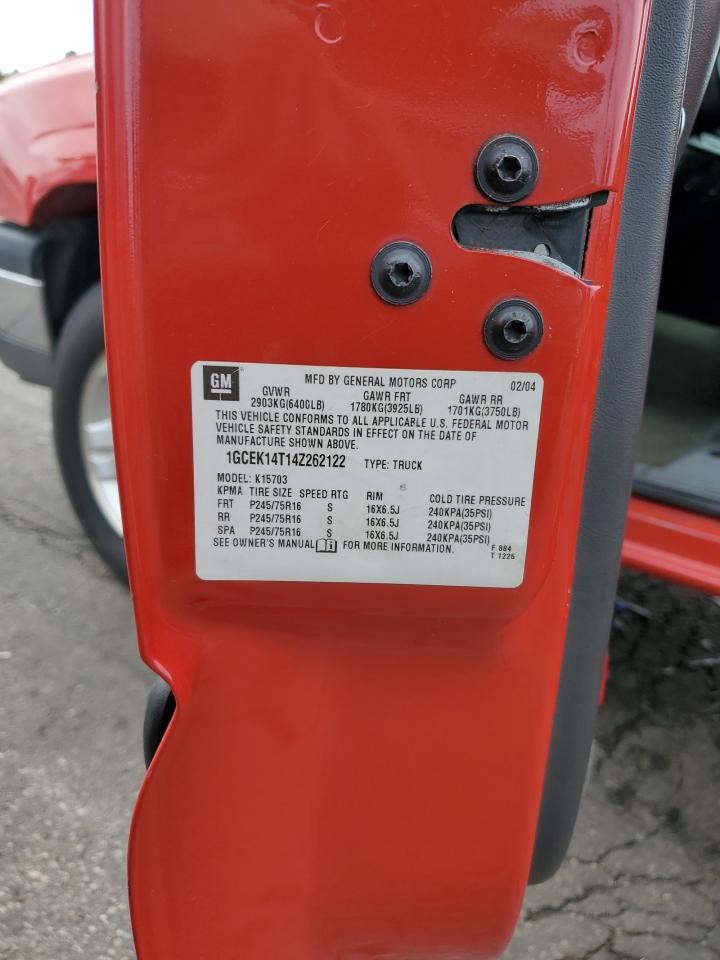 GM
MFD BY GENERAL MOTORS CORP 02/04
GVWR GAWR FRT GAWR RR
2903KG(6400LB) 1780KG(3925LB) 1701KG(3750LB)
THIS VEHICLE CONFORMS TO ALL APPLICABLE U.S. FEDERAL MOTOR
VEHICLE SAFETY STANDARDS IN EFFECT ON THE DATE OF
MANUFACTURE SHOWN ABOVE.
1GCEK14T14Z262122 TYPE: TRUCK
MODEL: K15703
KPMA TIRE SIZE SPEED RTG RIM COLD TIRE PRESSURE
FRT P245/75R16 S 16X6.5J 240KPA(35PSI)
RR P245/75R16 S 16X6.5J 240KPA(35PSI)
SPA P245/75R16 S 16X6.5J 240KPA(35PSI)
SEE OWNER'S MANUAL FOR MORE INFORMATION.
F 884
T 1226